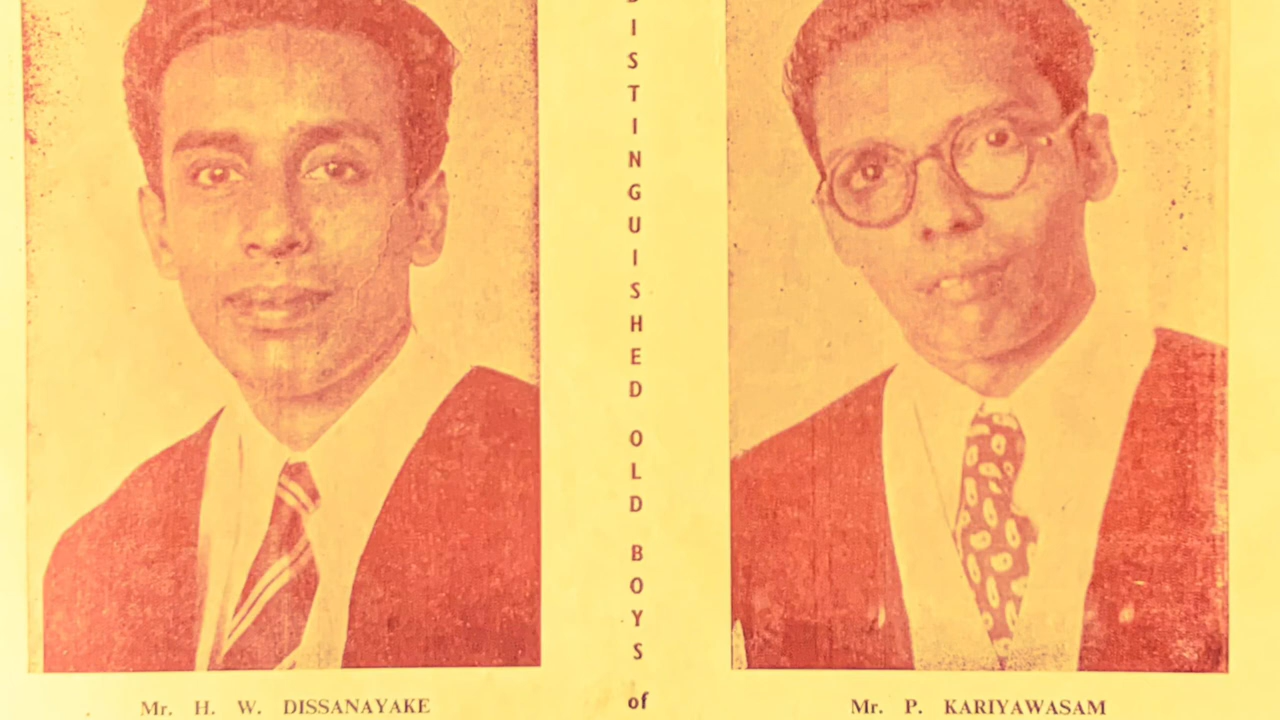 DISTINGUISHED OLD BOYS
of
Mr. H. W. DISSANAYAKE
Mr. P. KARIYAWASAM